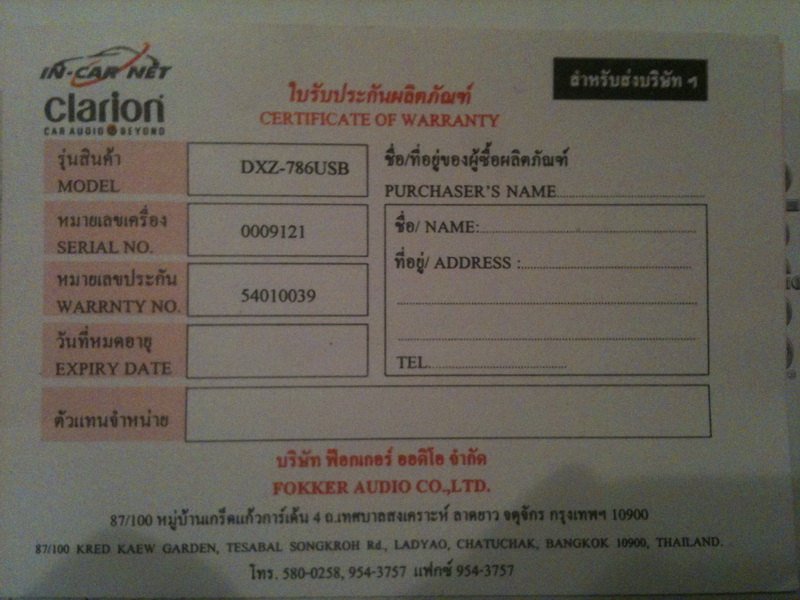 IN-CAR NET
clarion
CAR AUDIO BEYOND
ใบรับประกันผลิตภัณฑ์
CERTIFICATE OF WARRANTY
สำหรับส่งบริษัท ฯ
รุ่นสินค้า
MODEL
DXZ-786USB
หมายเลขเครื่อง
SERIAL NO.
0009121
หมายเลขประกัน
WARRNTY NO.
54010039
วันที่หมดอายุ
EXPIRY DATE
ตัวแทนจำหน่าย
ชื่อ/ที่อยู่ของผู้ซื้อผลิตภัณฑ์
PURCHASER'S NAME
ชื่อ/ NAME:
ที่อยู่/ ADDRESS :
TEL.
บริษัท ฟ๊อกเกอร์ ออดิโอ จำกัด
FOKKER AUDIO CO.,LTD.
87/100 หมู่บ้านเกร็ดแก้วการ์เด้น 4 ถ.เทศบาลสงเคราะห์ ลาดยาว จตุจักร กรุงเทพฯ 10900
87/100 KRED KAEW GARDEN, TESABAL SONGKROH Rd., LADYAO, CHATUCHAK, BANGKOK 10900, THAILAND.
โทร. 580-0258, 954-3757 แฟกซ์ 954-3757